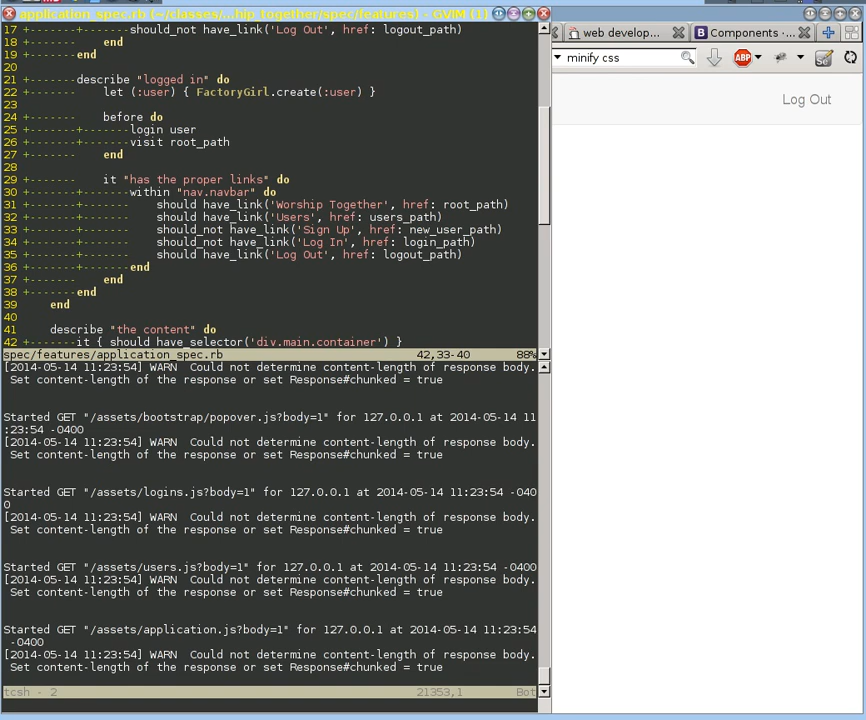 application_spec.rb (~/classes/...hip_together/spec/features) - GVIM (1)
17 +-------+-------should_not have_link('Log Out', href: logout_path)
18 +-------    end
19 +-------end
20
21 +-------describe "logged in" do
22 +-------    let (:user) { FactoryGirl.create(:user) }
23
24 +-------    before do
25 +-------+-------login user
26 +-------+-------visit root_path
27 +-------    end
28
29 +-------    it "has the proper links" do
30 +-------+-------within "nav.navbar" do
31 +-------+-------    should have_link('Worship Together', href: root_path)
32 +-------+-------    should have_link('Users', href: users_path)
33 +-------+-------    should_not have_link('Sign Up', href: new_user_path)
34 +-------+-------    should_not have_link('Log In', href: login_path)
35 +-------+-------    should have_link('Log Out', href: logout_path)
36 +-------+-------end
37 +-------    end
38 +-------end
39     end
40
41     describe "the content" do
42 +-------it { should have_selector('div.main.container') }
spec/features/application_spec.rb 42,33-40 88%
[2014-05-14 11:23:54] WARN  Could not determine content-length of response body.
 Set content-length of the response or set Response#chunked = true
Started GET "/assets/bootstrap/popover.js?body=1" for 127.0.0.1 at 2014-05-14 11
:23:54 -0400
[2014-05-14 11:23:54] WARN  Could not determine content-length of response body.
 Set content-length of the response or set Response#chunked = true
Started GET "/assets/logins.js?body=1" for 127.0.0.1 at 2014-05-14 11:23:54 -040
0
[2014-05-14 11:23:54] WARN  Could not determine content-length of response body.
 Set content-length of the response or set Response#chunked = true
Started GET "/assets/users.js?body=1" for 127.0.0.1 at 2014-05-14 11:23:54 -0400
[2014-05-14 11:23:54] WARN  Could not determine content-length of response body.
 Set content-length of the response or set Response#chunked = true
Started GET "/assets/application.js?body=1" for 127.0.0.1 at 2014-05-14 11:23:54
 -0400
[2014-05-14 11:23:54] WARN  Could not determine content-length of response body.
 Set content-length of the response or set Response#chunked = true
tcsh - 2 21353,1 Bot
web develop... B Components · ...
minify css ABP Se
Log Out